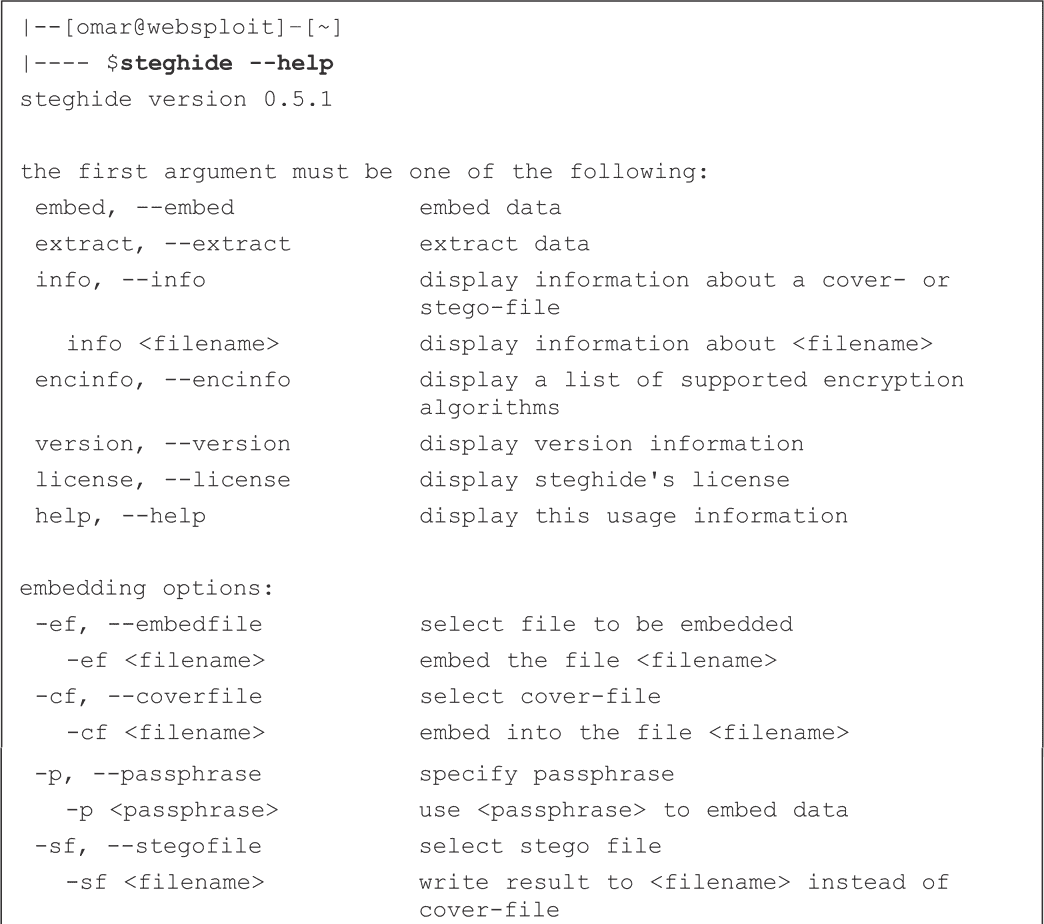 |--[omar@websploit]-[~]
|---- $steghide --help
steghide version 0.5.1
the first argument must be one of the following:
embed, --embed embed data
extract, --extract extract data
info, --info display information about a cover- or
stego-file
info <filename> display information about <filename>
encinfo, --encinfo display a list of supported encryption
algorithms
version, --version display version information
license, --license display steghide's license
help, --help display this usage information
embedding options:
-ef, --embedfile select file to be embedded
-ef <filename> embed the file <filename>
-cf, --coverfile select cover-file
-cf <filename> embed into the file <filename>
-p, --passphrase specify passphrase
-p <passphrase> use <passphrase> to embed data
-sf, --stegofile select stego file
-sf <filename> write result to <filename> instead of
cover-file